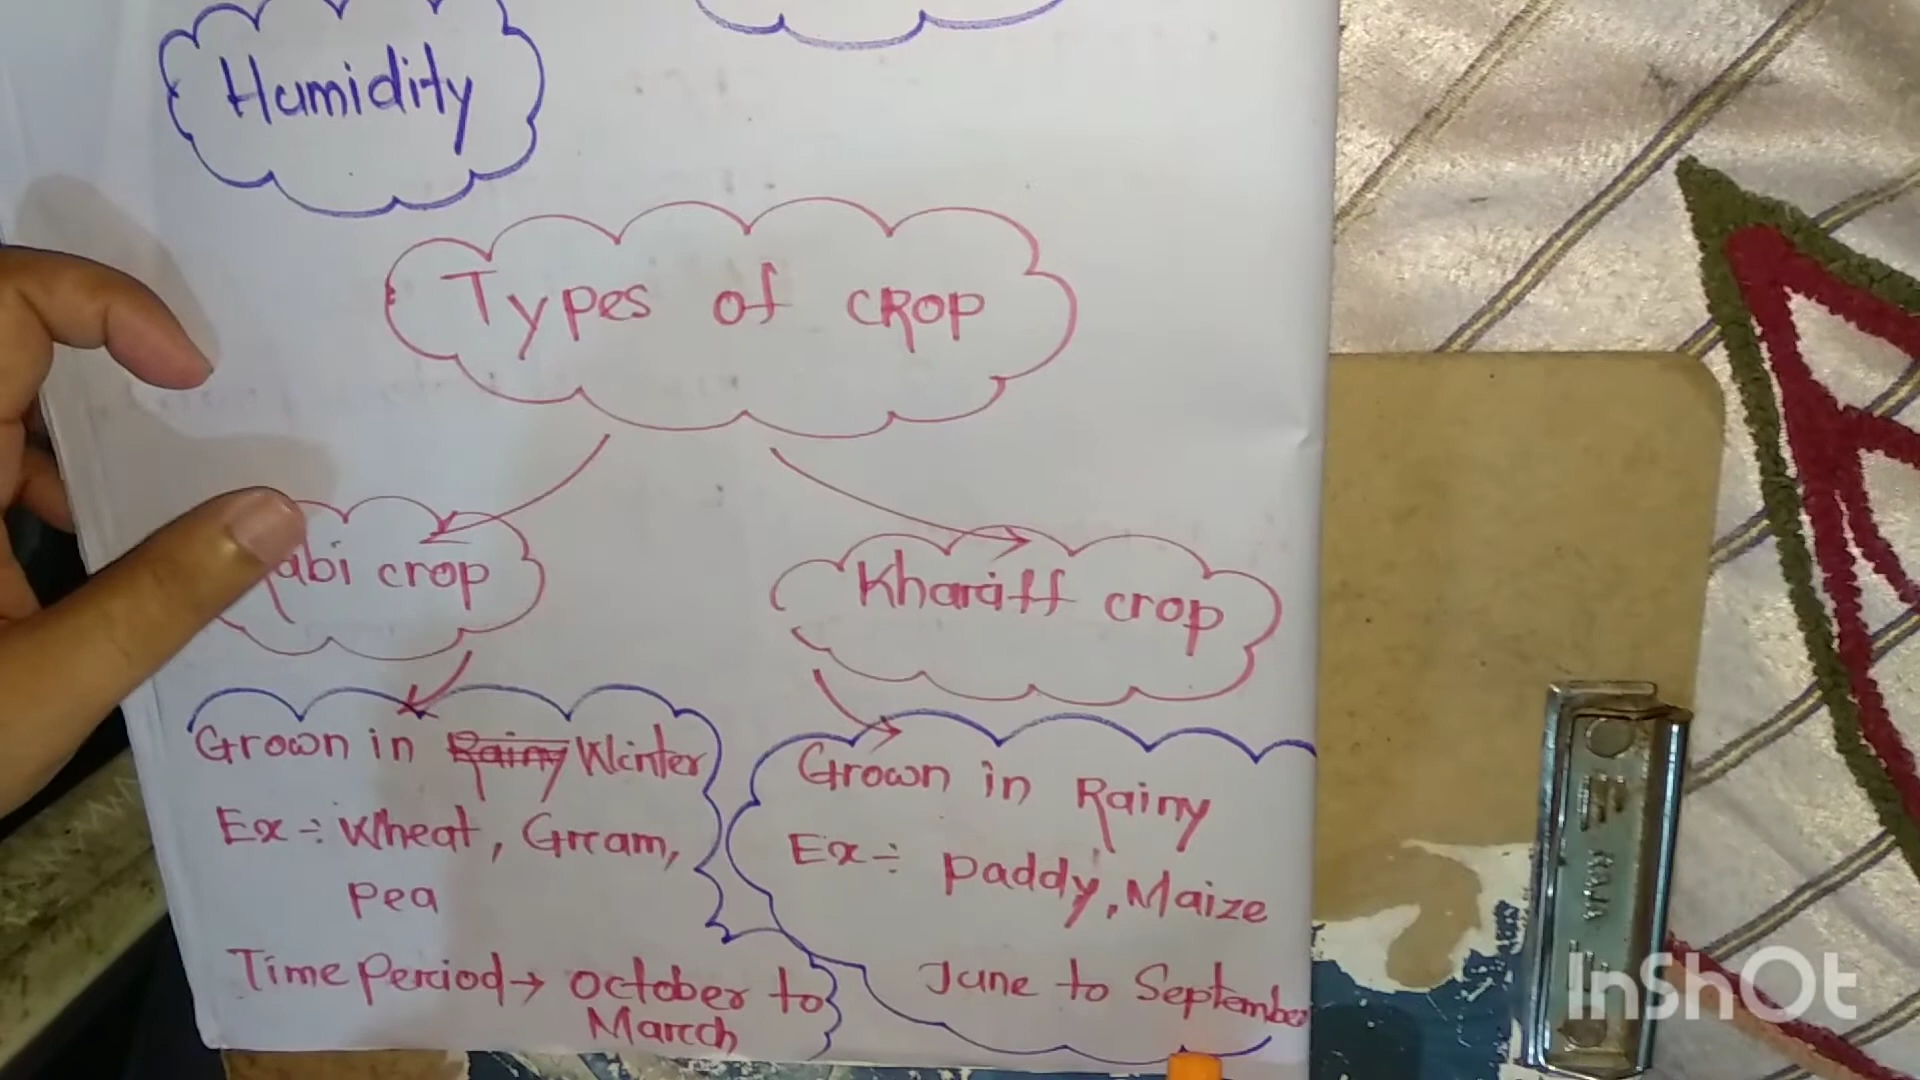 Humidity
Types of CROP
abi crop
Khariff crop
Grown in Rainy Winter
Ex ÷ Wheat, Gram,
Pea
Time Period → October to
March
Grown in Rainy
Ex ÷ Paddy, Maize
June to September
InShOt